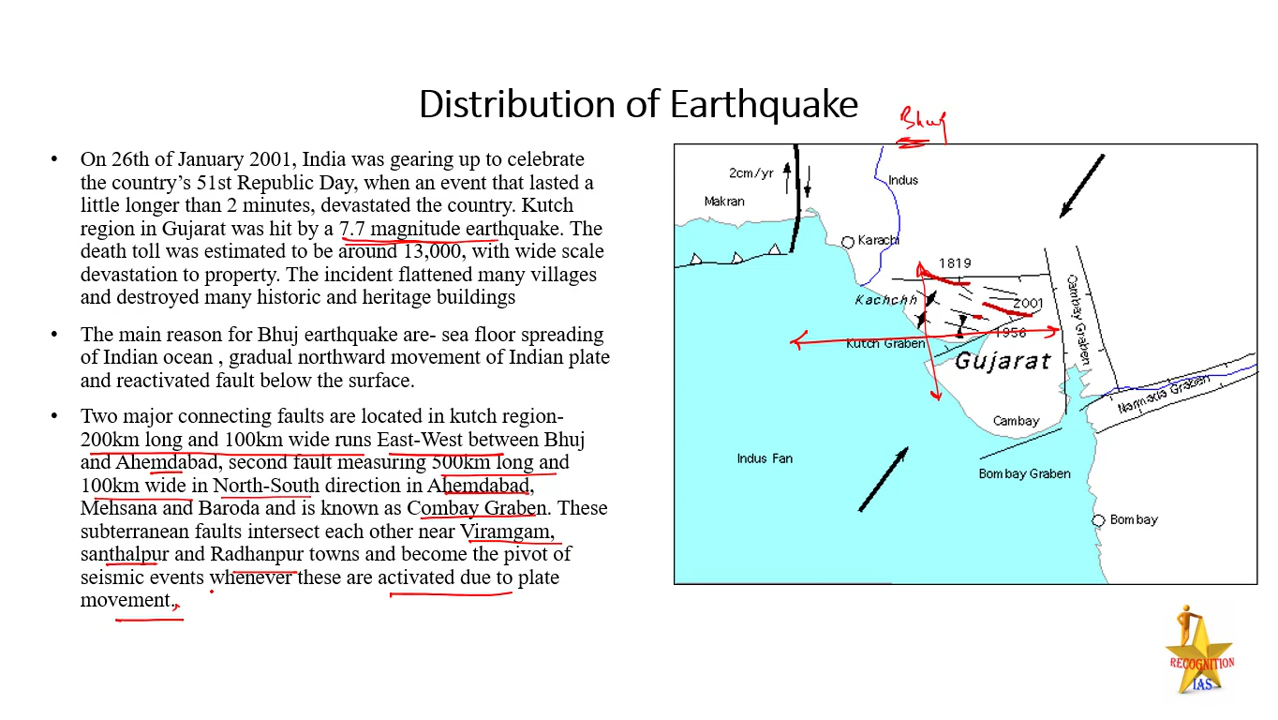 Distribution of Earthquake
Bhuj
• On 26th of January 2001, India was gearing up to celebrate
the country's 51st Republic Day, when an event that lasted a
little longer than 2 minutes, devastated the country. Kutch
region in Gujarat was hit by a 7.7 magnitude earthquake. The
death toll was estimated to be around 13,000, with wide scale
devastation to property. The incident flattened many villages
and destroyed many historic and heritage buildings
• The main reason for Bhuj earthquake are- sea floor spreading
of Indian ocean , gradual northward movement of Indian plate
and reactivated fault below the surface.
• Two major connecting faults are located in kutch region-
200km long and 100km wide runs East-West between Bhuj
and Ahemdabad, second fault measuring 500km long and
100km wide in North-South direction in Ahemdabad,
Mehsana and Baroda and is known as Combay Graben. These
subterranean faults intersect each other near Viramgam,
santhalpur and Radhanpur towns and become the pivot of
seismic events whenever these are activated due to plate
movement.
2cm/yr
Indus
Makran
Karachi
1819
Kachchh
2001
Cambay Graben
1956
Kutch Graben
Gujarat
Narmada Graben
Cambay
Indus Fan
Bombay Graben
Bombay
RECOGNITION
IAS